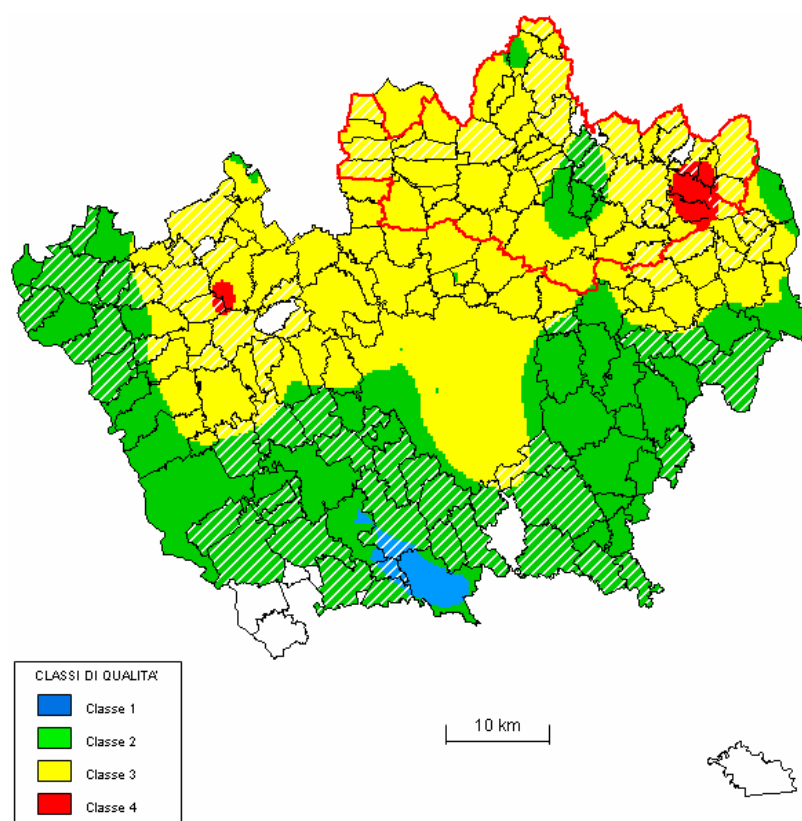 CLASSI DI QUALITA'
Classe 1
Classe 2
Classe 3
Classe 4
10 km